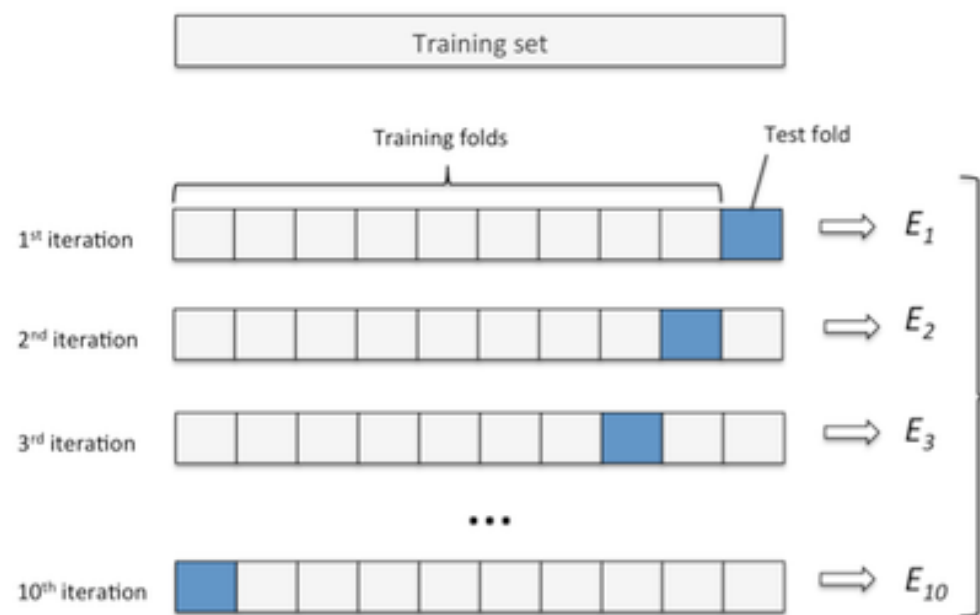 Training set
Training folds
Test fold
1st iteration
E1
2nd iteration
E2
3rd iteration
E3
...
10th iteration
E10